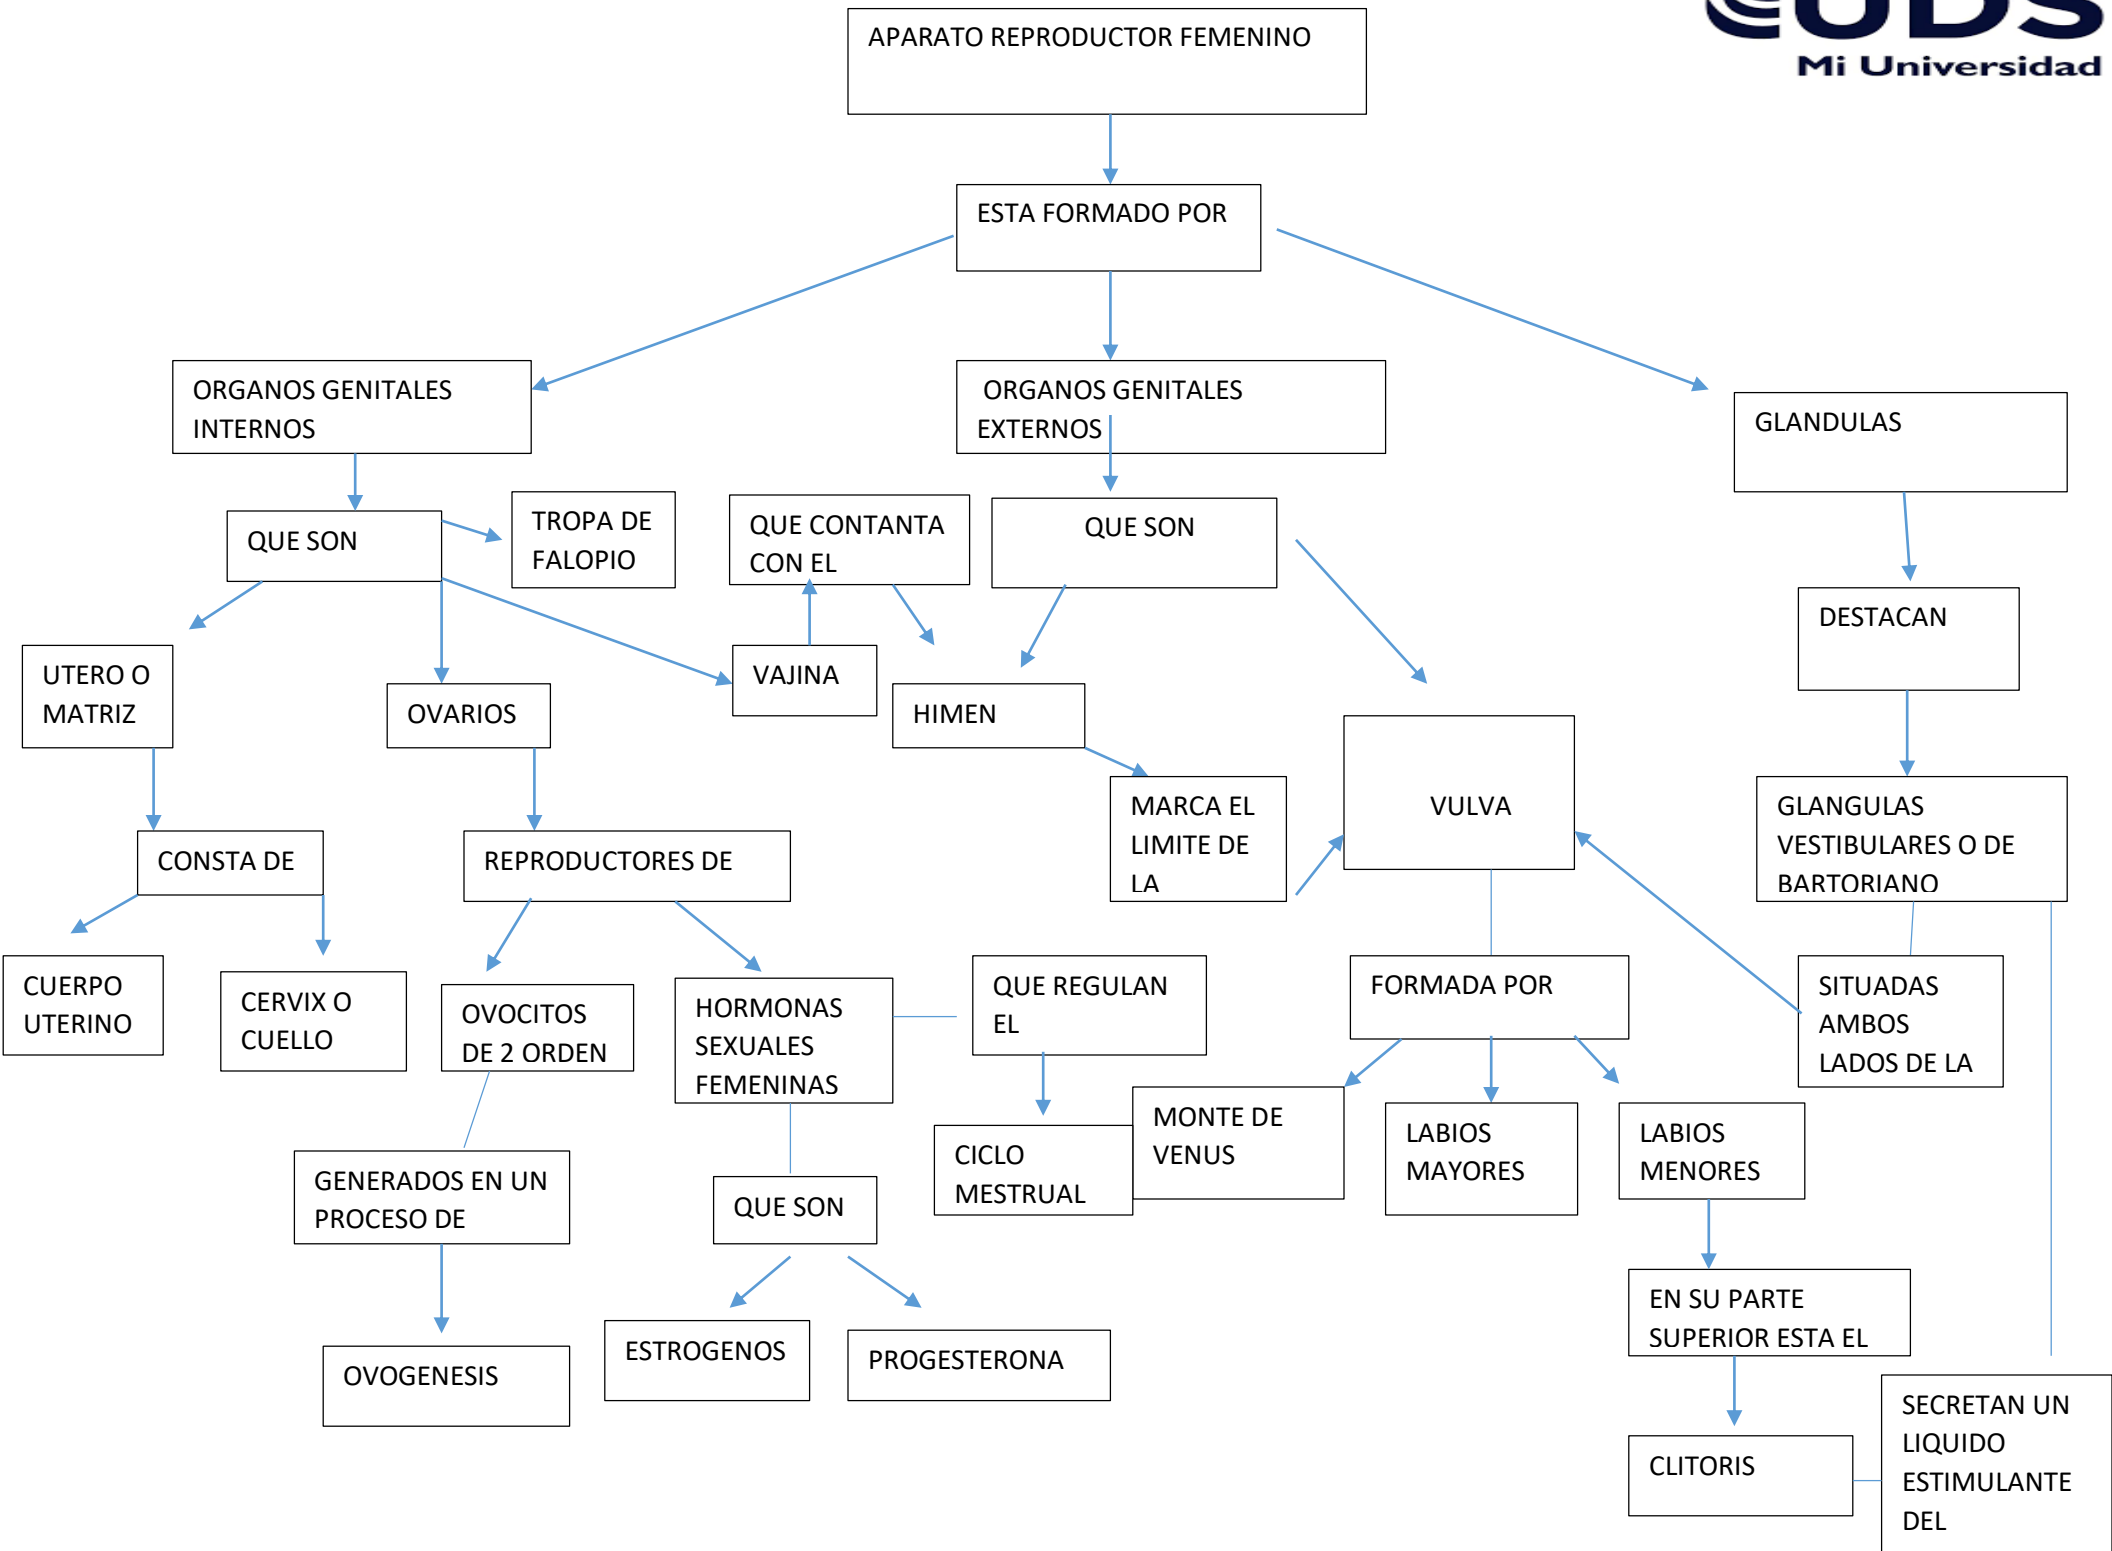 UDS
Mi Universidad
APARATO REPRODUCTOR FEMENINO
ESTA FORMADO POR
ORGANOS GENITALES
INTERNOS
ORGANOS GENITALES
EXTERNOS
GLANDULAS
QUE SON
TROPA DE
FALOPIO
QUE CONTANTA
CON EL
QUE SON
DESTACAN
UTERO O
MATRIZ
OVARIOS
VAJINA
HIMEN
MARCA EL
LIMITE DE
LA
VULVA
GLANGULAS
VESTIBULARES O DE
BARTORIANO
CONSTA DE
REPRODUCTORES DE
CUERPO
UTERINO
CERVIX O
CUELLO
OVOCITOS
DE 2 ORDEN
HORMONAS
SEXUALES
FEMENINAS
QUE REGULAN
EL
FORMADA POR
SITUADAS
AMBOS
LADOS DE LA
CICLO
MESTRUAL
MONTE DE
VENUS
LABIOS
MAYORES
LABIOS
MENORES
GENERADOS EN UN
PROCESO DE
QUE SON
EN SU PARTE
SUPERIOR ESTA EL
OVOGENESIS
ESTROGENOS
PROGESTERONA
CLITORIS
SECRETAN UN
LIQUIDO
ESTIMULANTE
DEL